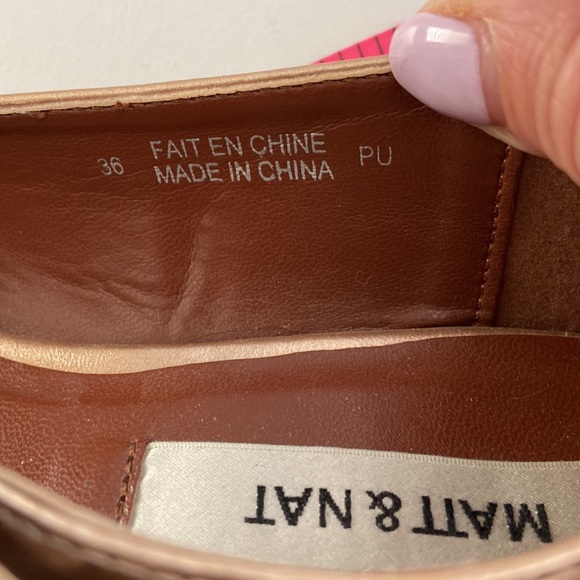 36 FAIT EN CHINE PU
MADE IN CHINA
MATT & NAT